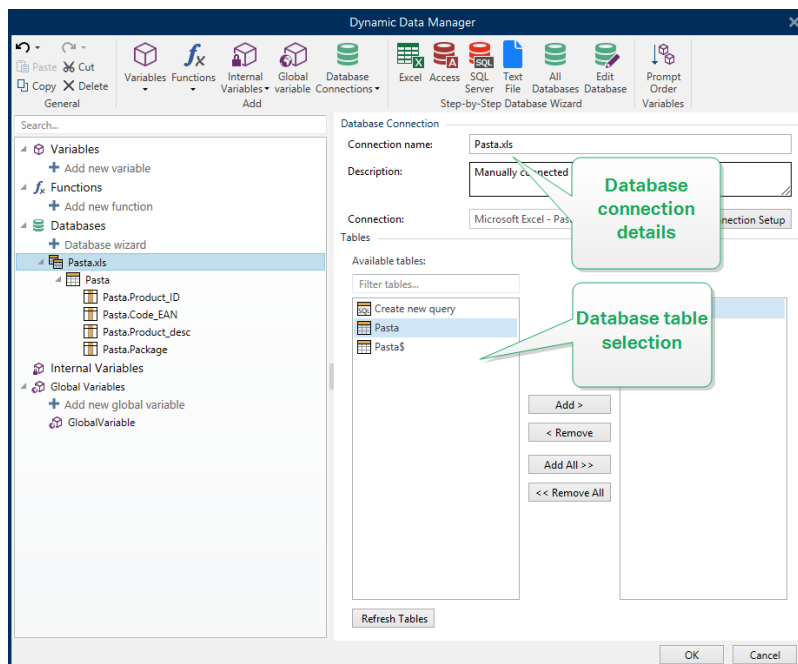 Dynamic Data Manager
Paste Cut
Copy Delete
General
Variables Functions Internal Variables Global variable Database Connections
Add
Excel Access SQL Server Text File All Databases Edit Database
Step-by-Step Database Wizard
Prompt Order
Variables
Search...
Variables
Add new variable
Functions
Add new function
Databases
Database wizard
Pasta.xls
Pasta
Pasta.Product_ID
Pasta.Code_EAN
Pasta.Product_desc
Pasta.Package
Internal Variables
Global Variables
Add new global variable
GlobalVariable
Database Connection
Connection name: Pasta.xls
Description: Manually connected
Connection: Microsoft Excel - Pas
Setup
Database
connection
details
Tables
Available tables:
Filter tables...
SQL Create new query
Pasta
Pasta$
Database table
selection
Add >
< Remove
Add All >>
<< Remove All
Refresh Tables
OK Cancel